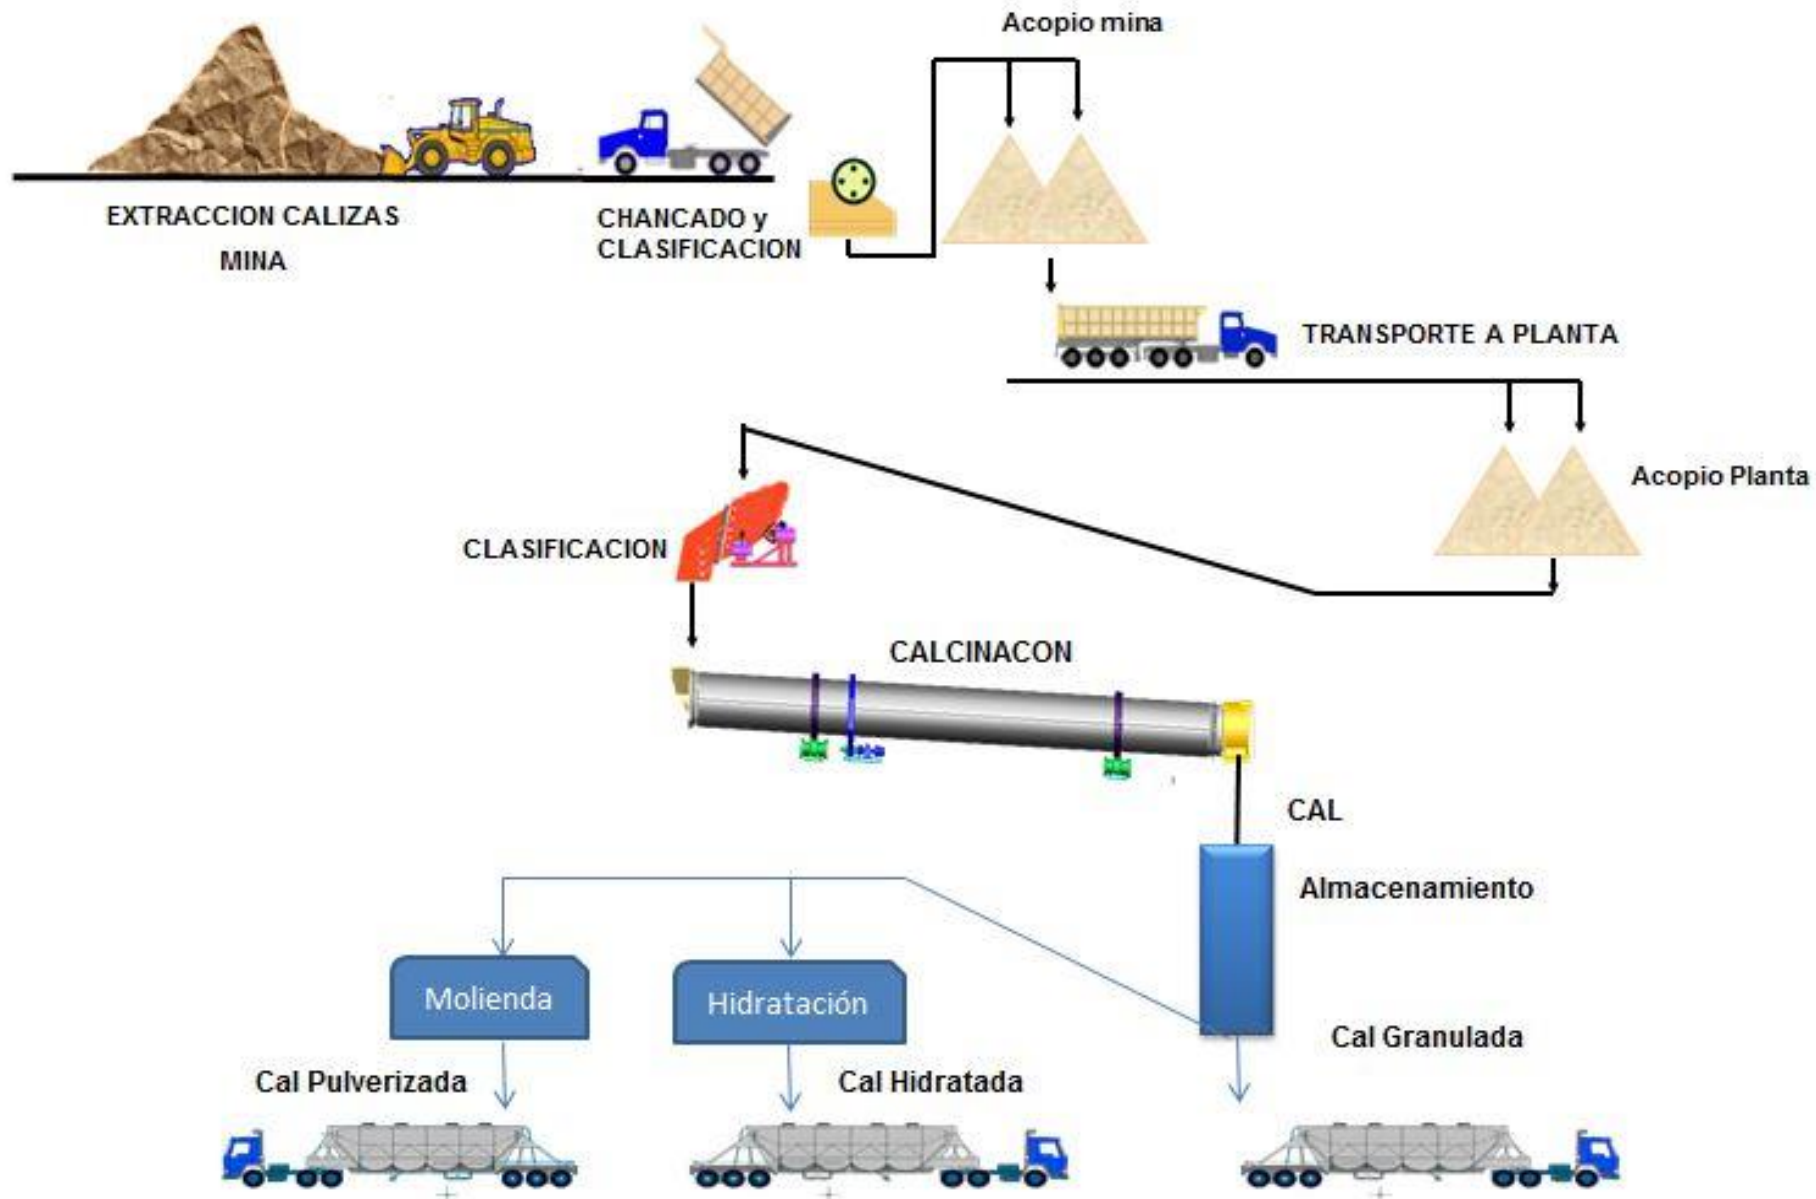 Acopio mina
EXTRACCION CALIZAS
MINA
CHANCADO y
CLASIFICACION
TRANSPORTE A PLANTA
Acopio Planta
CLASIFICACION
CALCINACON
CAL
Almacenamiento
Molienda
Hidratación
Cal Granulada
Cal Pulverizada
Cal Hidratada